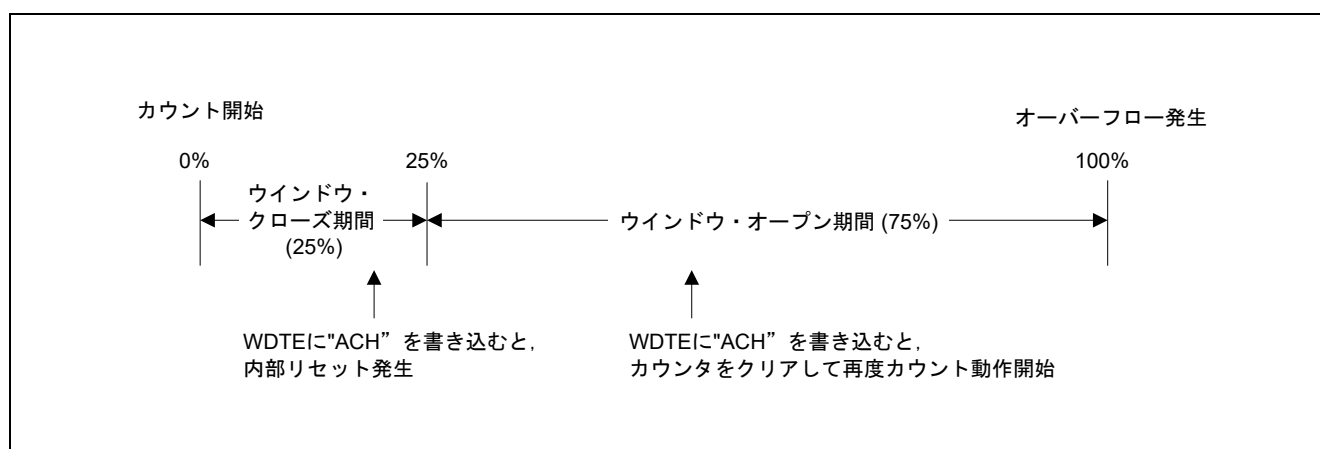 カウント開始
オーバーフロー発生
0%
25%
100%
ウインドウ・
クローズ期間
(25%)
ウインドウ・オープン期間 (75%)
WDTEに"ACH”を書き込むと,
内部リセット発生
WDTEに"ACH”を書き込むと,
カウンタをクリアして再度カウント動作開始